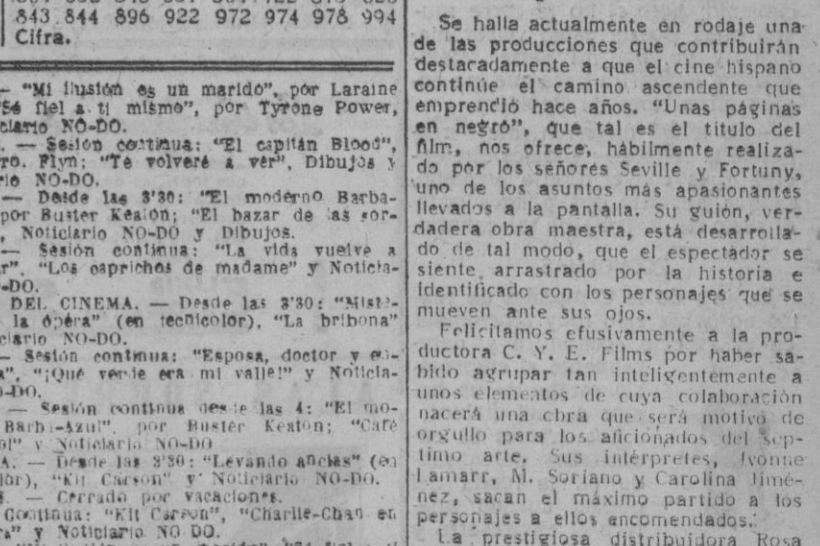 843 844 896 922 972 974 978 994
Cifra.
— "Mi ilusión es un marido", por Laraine
"Sé fiel a ti mismo", por Tyrone Power,
NO-DO.
— Sesión continua: "El capitán Blood",
Flyn; "Te volveré a ver", Dibujos y
NO-DO.
— Desde las 3'30: "El moderno Barba-
por Buster Keaton; "El bazar de las sor-
, Noticiario NO-DO y Dibujos.
— Sesión continua: "La vida vuelve a
", "Los caprichos de madame" y Noticia-
-DO.
DEL CINEMA. — Desde las 3'30: "Miste-
la ópera" (en tecnicolor), "La bribona"
NO-DO.
— Sesión continua: "Esposa, doctor y en-
", "¡Qué verde era mi valle!" y Noticia-
-DO.
— Sesión continua desde las 4: "El mo-
Barba-Azul", por Buster Keaton; "Café
" y Noticiario NO-DO
A. — Desde las 3'30: "Levando anclas" (en
), "Kit Carson" y Noticiario NO-DO.
— Cerrado por vacaciones.
Continua: "Kit Carson", "Charlie-Chan en
" y Noticiario NO-DO
Se halla actualmente en rodaje una
de las producciones que contribuirán
destacadamente a que el cine hispano
continúe el camino ascendente que
emprendió hace años. "Unas páginas
en negro", que tal es el titulo del
film, nos ofrece, hábilmente realiza-
do por los señores Seville y Fortuny,
uno de los asuntos más apasionantes
llevados a la pantalla. Su guión, ver-
dadera obra maestra, está desarrolla-
do de tal modo, que el espectador se
siente arrastrado por la historia e
identificado con los personajes que se
mueven ante sus ojos.
Felicitamos efusivamente a la pro-
ductora C. Y. E. Films por haber sa-
bido agrupar tan inteligentemente a
unos elementos de cuya colaboración
nacerá una obra que será motivo de
orgullo para los aficionados del sép-
timo arte. Sus intérpretes, Ivonne
Lamarr, M. Soriano y Carolina Jimé-
nez, sacan el máximo partido a los
personajes a ellos encomendados.
La prestigiosa distribuidora Rosa